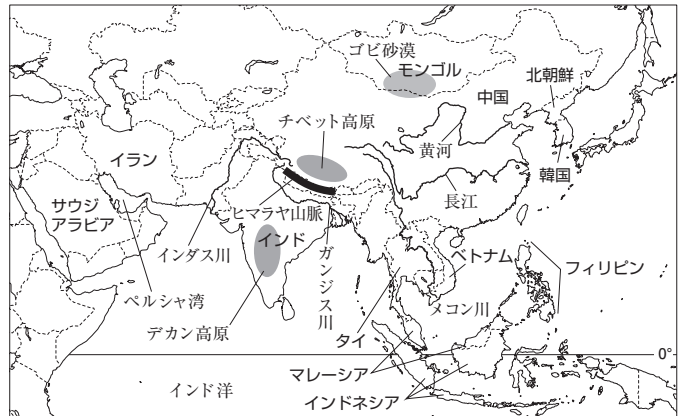 ゴビ砂漠
モンゴル
北朝鮮
中国
チベット高原
黄河
イラン
韓国
長江
サウジ
アラビア
ヒマラヤ山脈
インド
インダス川
ガンジス川
ベトナム
フィリピン
ペルシャ湾
メコン川
デカン高原
タイ
0°
マレーシア
インド洋
インドネシア